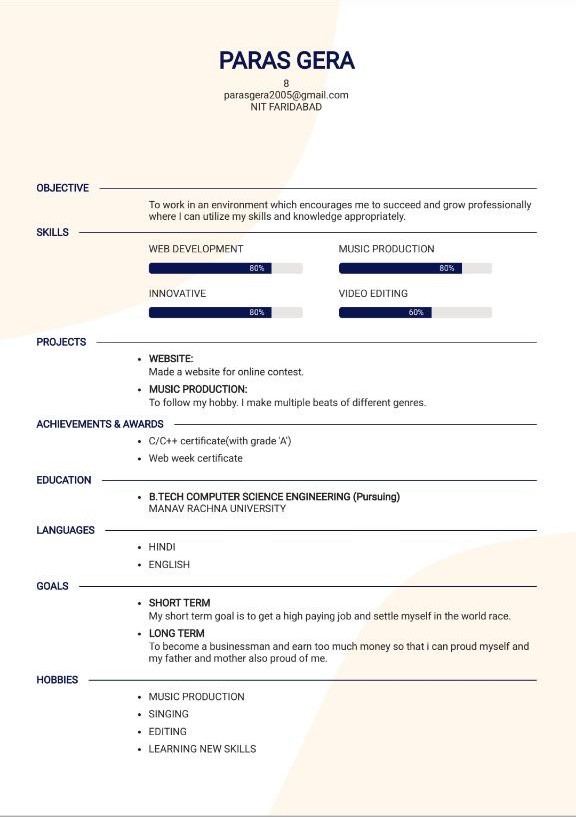 PARAS GERA
8
parasgera2005@gmail.com
NIT FARIDABAD
OBJECTIVE
To work in an environment which encourages me to succeed and grow professionally
where I can utilize my skills and knowledge appropriately.
SKILLS
WEB DEVELOPMENT MUSIC PRODUCTION
80% 80%
INNOVATIVE VIDEO EDITING
80% 60%
PROJECTS
• WEBSITE:
Made a website for online contest.
• MUSIC PRODUCTION:
To follow my hobby. I make multiple beats of different genres.
ACHIEVEMENTS & AWARDS
• C/C++ certificate(with grade 'A')
• Web week certificate
EDUCATION
• B.TECH COMPUTER SCIENCE ENGINEERING (Pursuing)
MANAV RACHNA UNIVERSITY
LANGUAGES
• HINDI
• ENGLISH
GOALS
• SHORT TERM
My short term goal is to get a high paying job and settle myself in the world race.
• LONG TERM
To become a businessman and earn too much money so that i can proud myself and
my father and mother also proud of me.
HOBBIES
• MUSIC PRODUCTION
• SINGING
• EDITING
• LEARNING NEW SKILLS